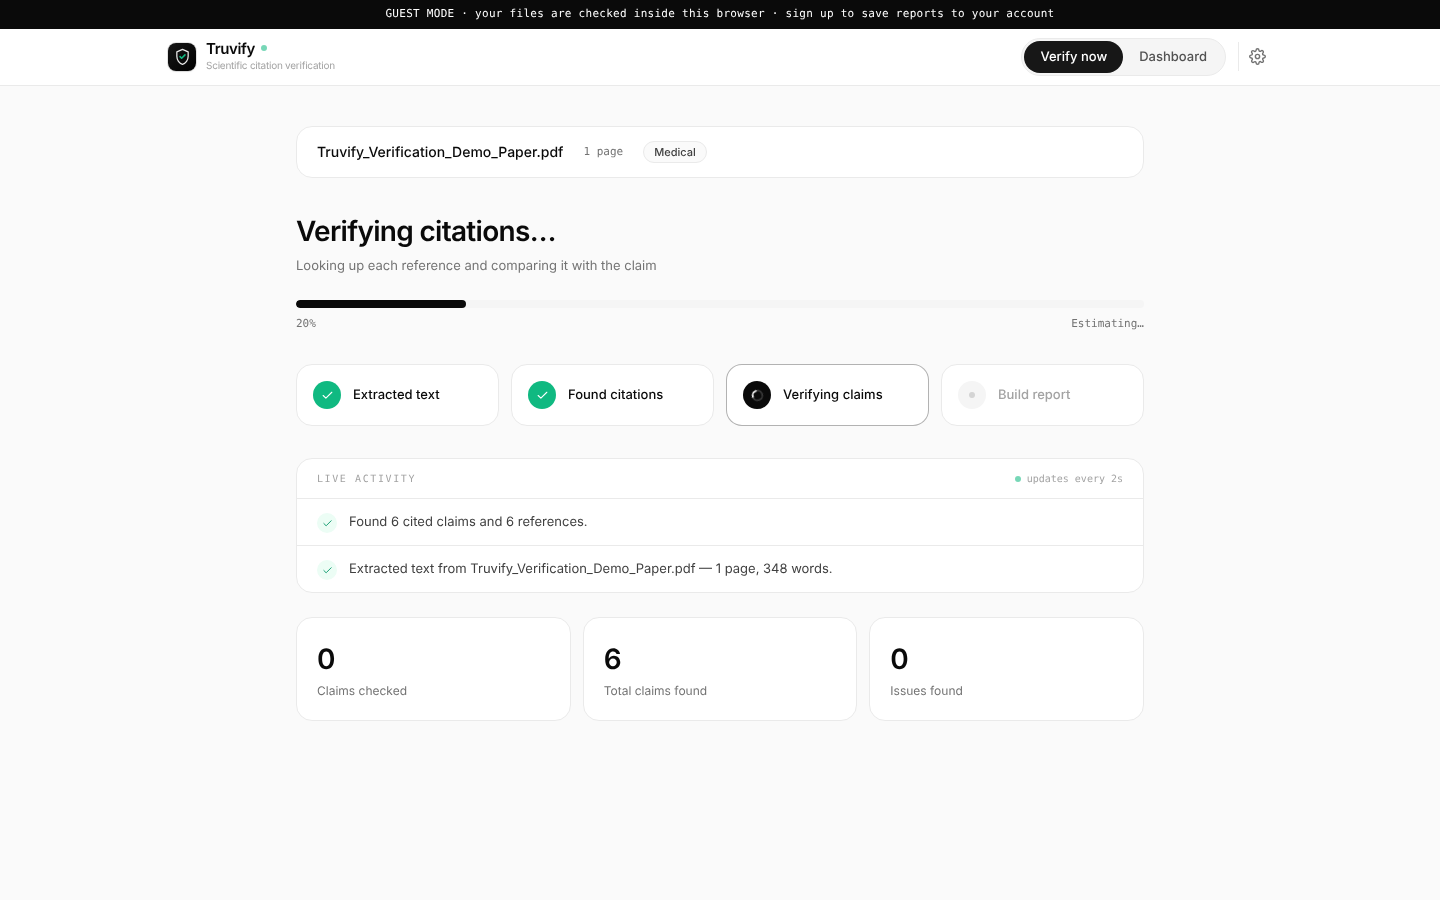 GUEST MODE · your files are checked inside this browser · sign up to save reports to your account
Truvify
Scientific citation verification
Verify now
Dashboard
Truvify_Verification_Demo_Paper.pdf
1 page
Medical
Verifying citations…
Looking up each reference and comparing it with the claim
20%
Estimating…
Extracted text
Found citations
Verifying claims
Build report
LIVE ACTIVITY
updates every 2s
Found 6 cited claims and 6 references.
Extracted text from Truvify_Verification_Demo_Paper.pdf — 1 page, 348 words.
0
Claims checked
6
Total claims found
0
Issues found